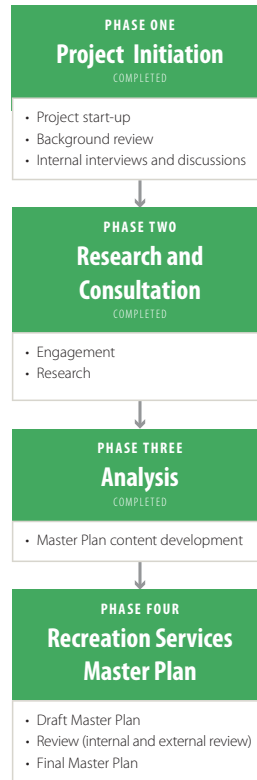 PHASE ONE
Project Initiation
COMPLETED
• Project start-up
• Background review
• Internal interviews and discussions
PHASE TWO
Research and
Consultation
COMPLETED
• Engagement
• Research
PHASE THREE
Analysis
COMPLETED
• Master Plan content development
PHASE FOUR
Recreation Services
Master Plan
• Draft Master Plan
• Review (internal and external review)
• Final Master Plan